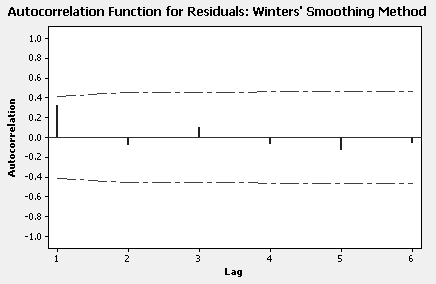 Autocorrelation Function for Residuals: Winters' Smoothing Method
1.0
0.8
0.6
0.4
0.2
0.0
-0.2
-0.4
-0.6
-0.8
-1.0
Autocorrelation
1 2 3 4 5 6
Lag